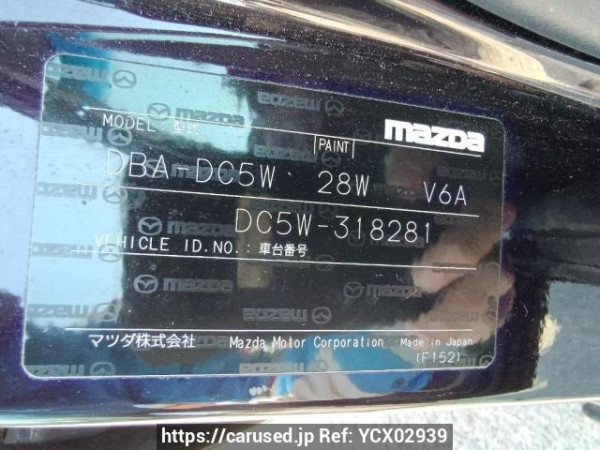 mazda
MODEL 型式 PAINT
DBA-DC5W 28W V6A
DC5W-318281
VEHICLE ID.NO.: 車台番号
マツダ株式会社 Mazda Motor Corporation Made in Japan
(F152)
https://carused.jp Ref: YCX02939